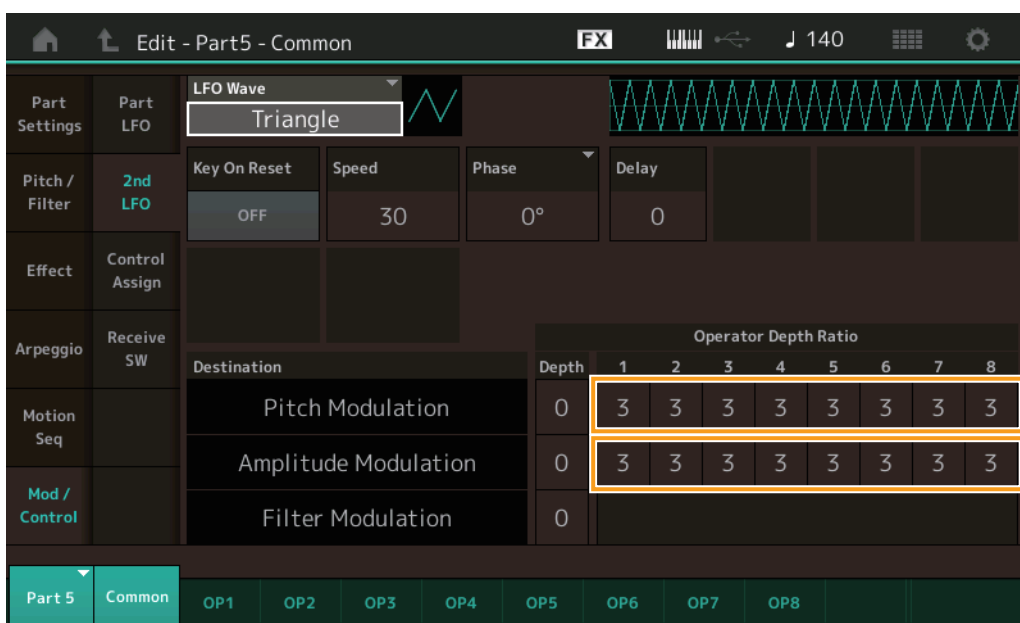 Edit - Part5 - Common
FX
♩ 140
Part Settings
Part LFO
LFO Wave
Triangle
Pitch / Filter
2nd LFO
Key On Reset
Speed
Phase
Delay
OFF
30
0°
0
Effect
Control Assign
Arpeggio
Receive SW
Operator Depth Ratio
Destination
Depth
1 2 3 4 5 6 7 8
Motion Seq
Pitch Modulation
0
3 3 3 3 3 3 3 3
Amplitude Modulation
0
3 3 3 3 3 3 3 3
Mod / Control
Filter Modulation
0
Part 5
Common
OP1
OP2
OP3
OP4
OP5
OP6
OP7
OP8